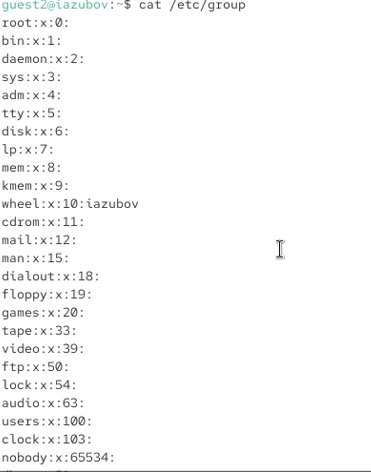 guest2@iazubov:~$ cat /etc/group
root:x:0:
bin:x:1:
daemon:x:2:
sys:x:3:
adm:x:4:
tty:x:5:
disk:x:6:
lp:x:7:
mem:x:8:
kmem:x:9:
wheel:x:10:iazubov
cdrom:x:11:
mail:x:12:
man:x:15:
dialout:x:18:
floppy:x:19:
games:x:20:
tape:x:33:
video:x:39:
ftp:x:50:
lock:x:54:
audio:x:63:
users:x:100:
clock:x:103:
nobody:x:65534: